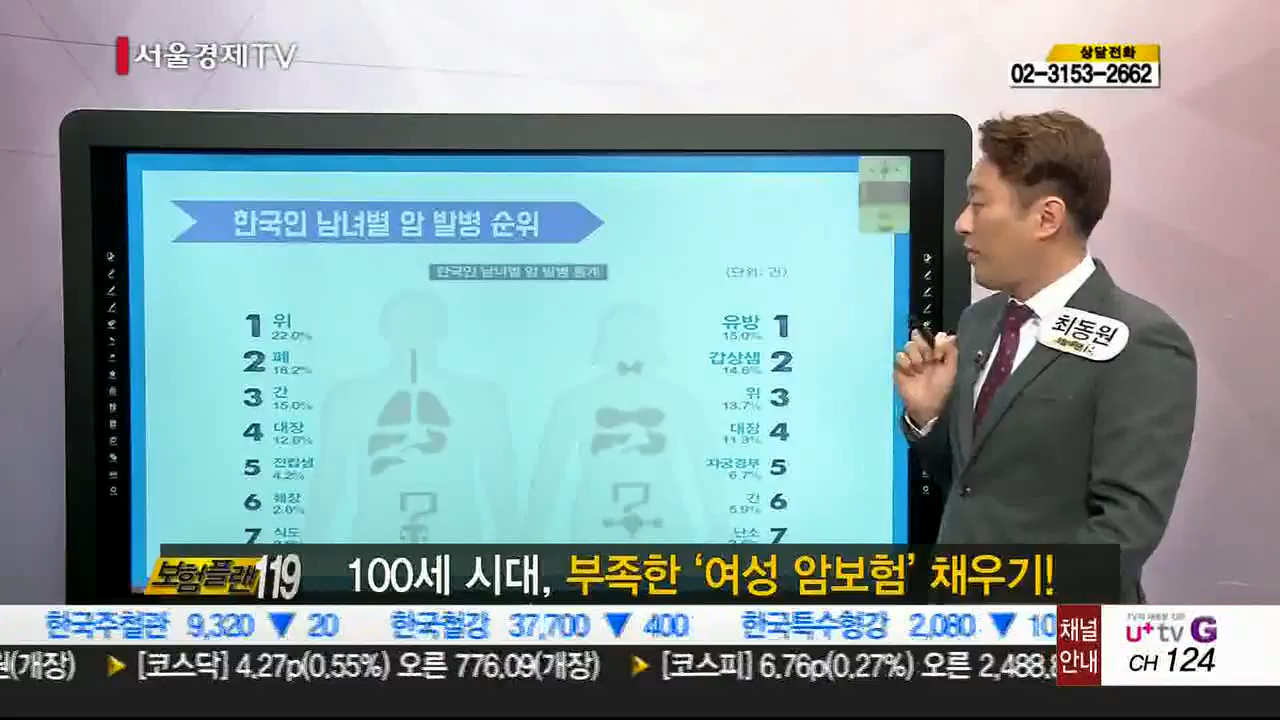 서울경제TV
상담전화
02-3153-2662
한국인 남녀별 암 발병 순위
한국인 남녀별 암 발병 통계
(단위: 건)
1 위
22.0%
2 폐
16.2%
3 간
15.0%
4 대장
5 전립샘
4.2%
6 췌장
7 식도
유방 1
15.0%
갑상샘 2
14.6%
위 3
13.7%
대장 4
11.3%
자궁경부 5
6.7%
간 6
5.9%
난소 7
최동원
보험플랜119
100세 시대, 부족한 ‘여성 암보험’ 채우기!
한국주철관 9,320 ▼ 20 한국철강 37,700 ▼ 400 한국특수형강 2,080 ▼ 10
원(개장) ▶ [코스닥] 4.27p(0.55%) 오른 776.09(개장) ▶ [코스피] 6.76p(0.27%) 오른 2,488.8
채널
안내
u+tv G
CH 124